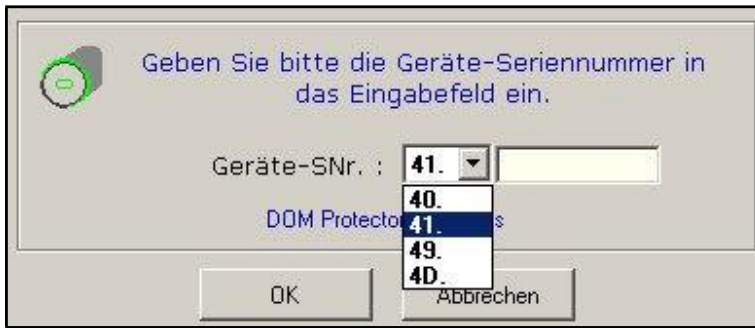 Geben Sie bitte die Geräte-Seriennummer in
das Eingabefeld ein.
Geräte-SNr. : 41.
40.
DOM
41.
49.
4D.
OK Abbrechen